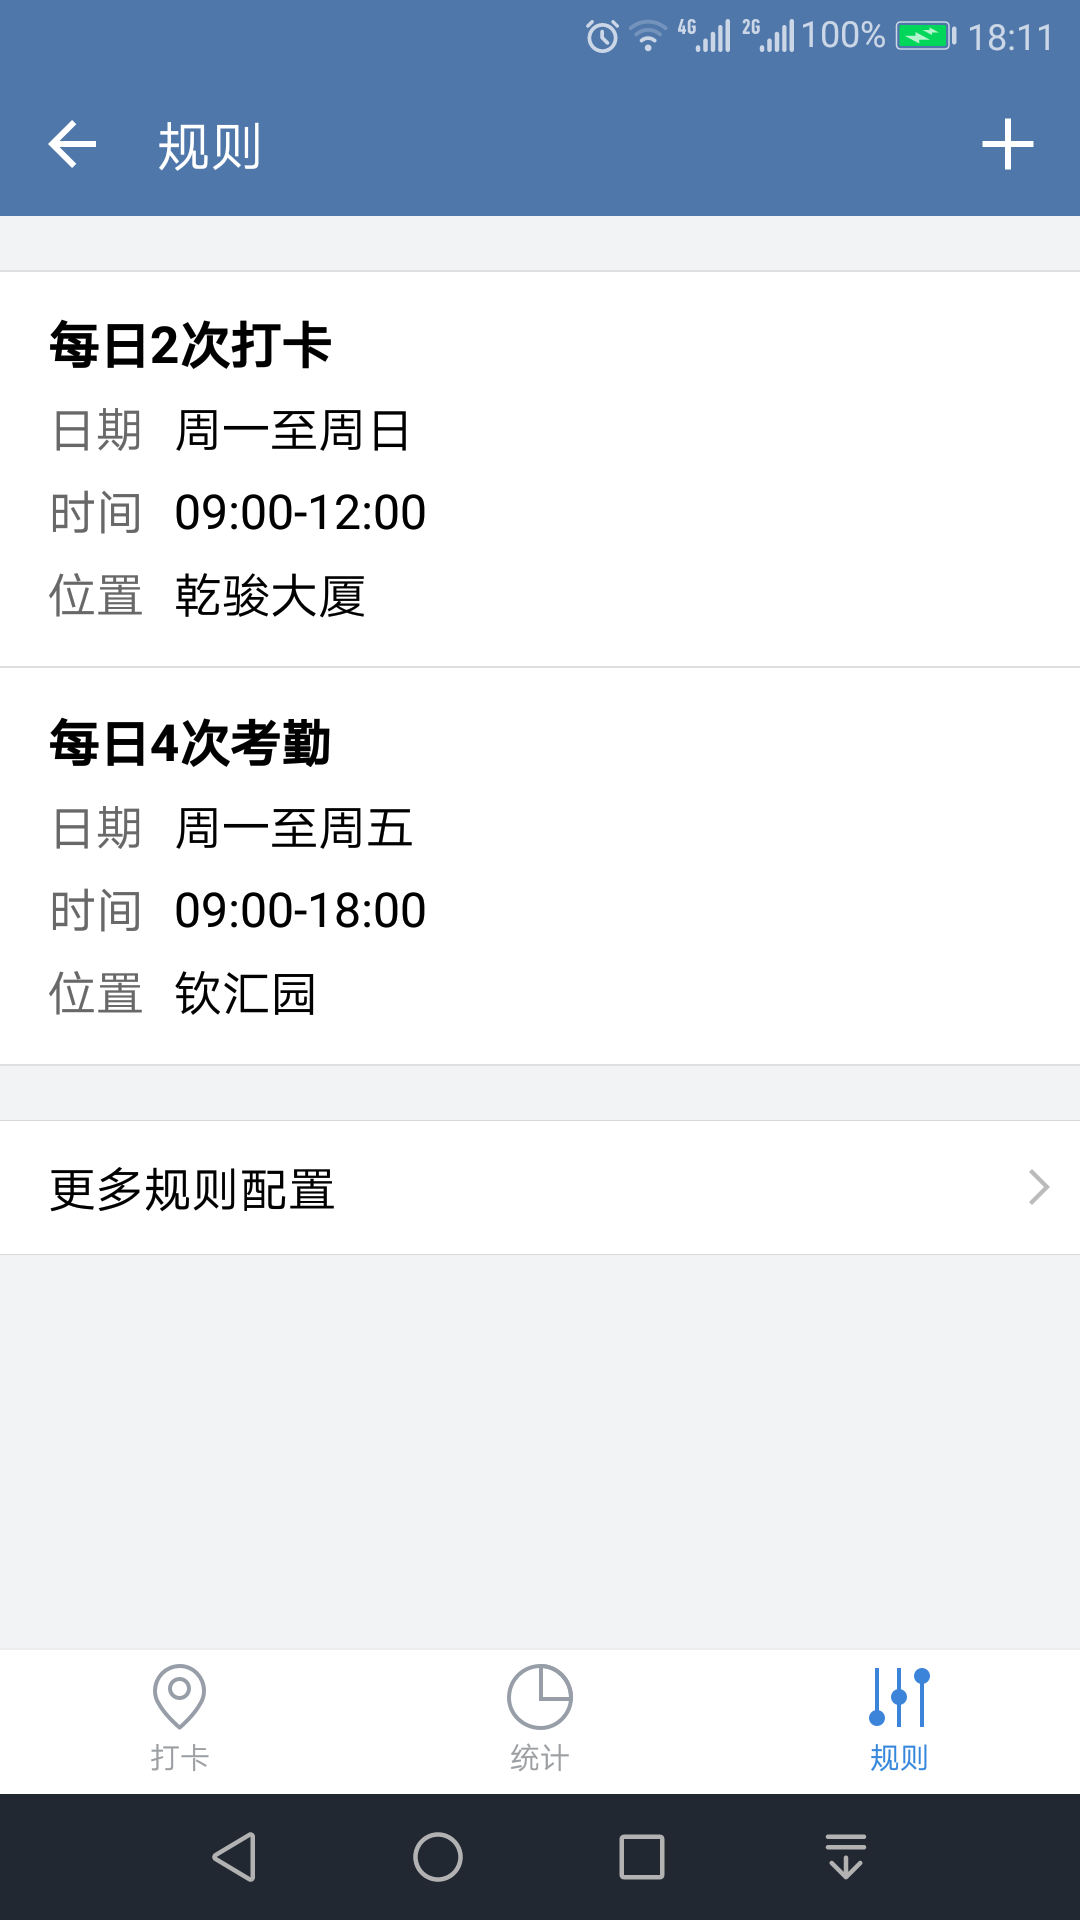 4G 2G 100% 18:11
规则
每日2次打卡
日期 周一至周日
时间 09:00-12:00
位置 乾骏大厦
每日4次考勤
日期 周一至周五
时间 09:00-18:00
位置 钦汇园
更多规则配置
打卡 统计 规则